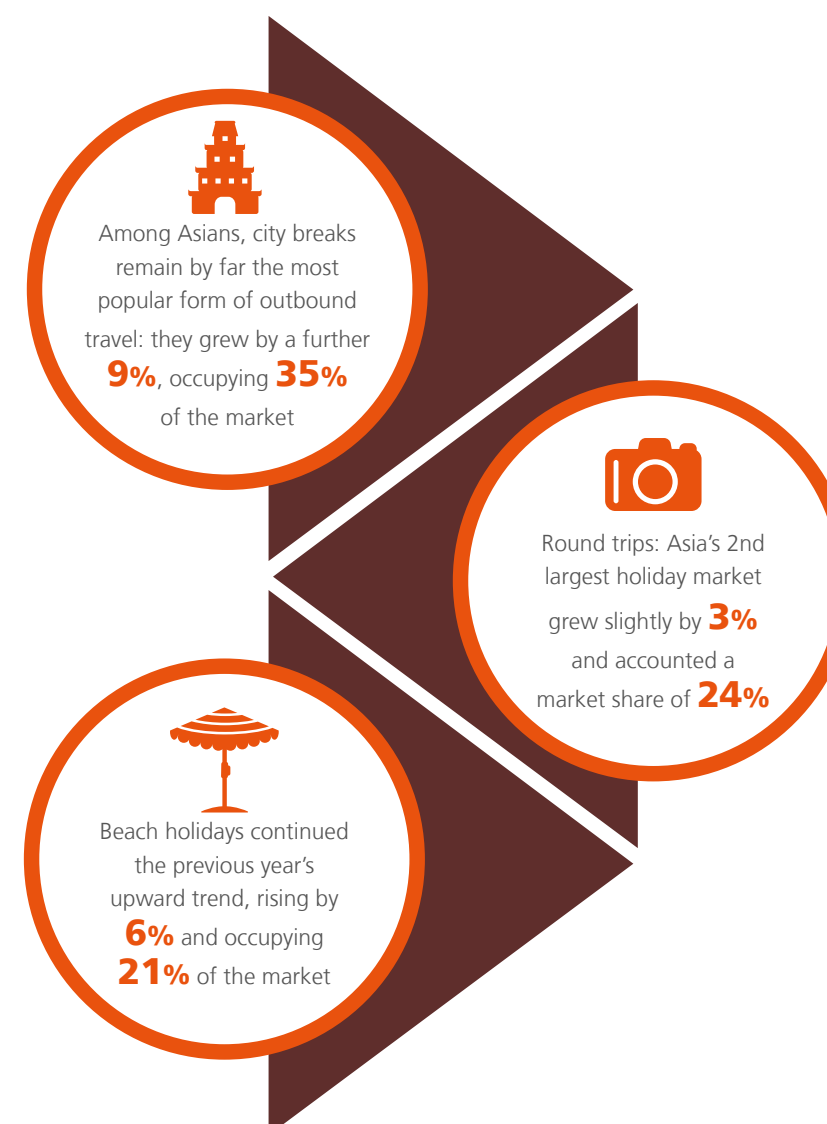 Among Asians, city breaks
remain by far the most
popular form of outbound
travel: they grew by a further
9%, occupying 35%
of the market
Round trips: Asia’s 2nd
largest holiday market
grew slightly by 3%
and accounted a
market share of 24%
Beach holidays continued
the previous year’s
upward trend, rising by
6% and occupying
21% of the market